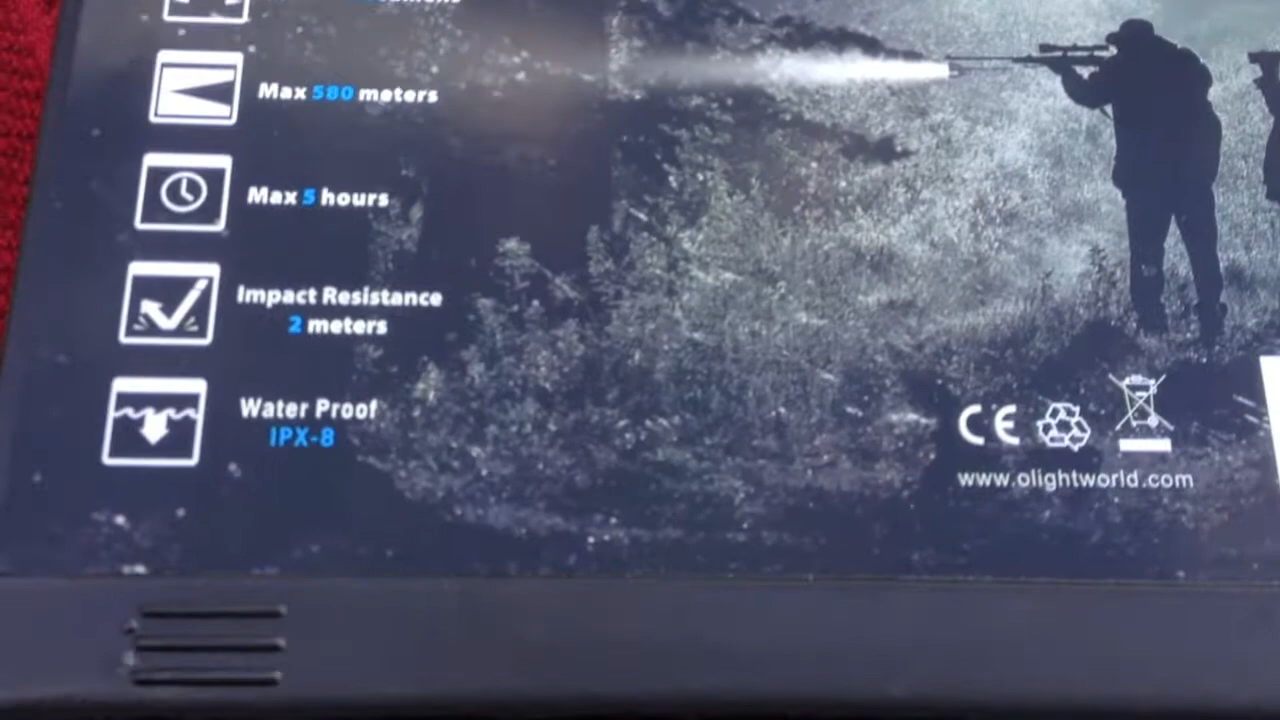 Max 580 meters
Max 5 hours
Impact Resistance
2 meters
Water Proof
IPX-8
CE
www.olightworld.com